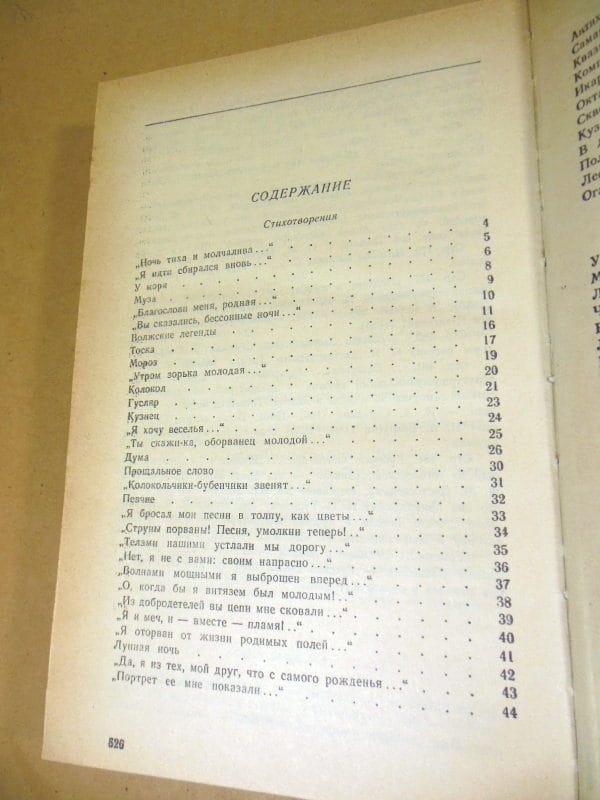 СОДЕРЖАНИЕ
Стихотворения
„Ночь тиха и молчалива...“ 4
„Я идти сбирался вновь...“ 5
У моря 6
Муза 8
„Благослови меня, родная...“ 9
„Вы сказались, бессонные ночи...“ 10
Волжские легенды 11
Тоска 16
Мороз 17
„Утром зорька молодая...“ 19
Колокол 20
Гусляр 21
Кузнец 23
„Я хочу веселья...“ 24
„Ты скажи-ка, оборванец молодой...“ 25
Дума 26
Прощальное слово 30
„Колокольчики-бубенчики звенят...“ 31
Певчие 32
„Я бросал мои песни в толпу, как цветы...“ 33
„Струны порваны! Песня, умолкни теперь!..“ 34
„Телами нашими устлали мы дорогу...“ 35
„Нет, я не с вами: своим напрасно...“ 36
„Волнами мощными я выброшен вперед...“ 37
„О, когда бы я витязем был молодым!..“ 38
„Из добродетелей вы цепи мне сковали...“ 39
„Я и меч, и — вместе — пламя!..“ 40
„Я оторван от жизни родимых полей...“ 41
Лунная ночь 42
„Да, я из тех, мой друг, что с самого рожденья...“ 43
„Портрет ее мне показали...“ 44
526